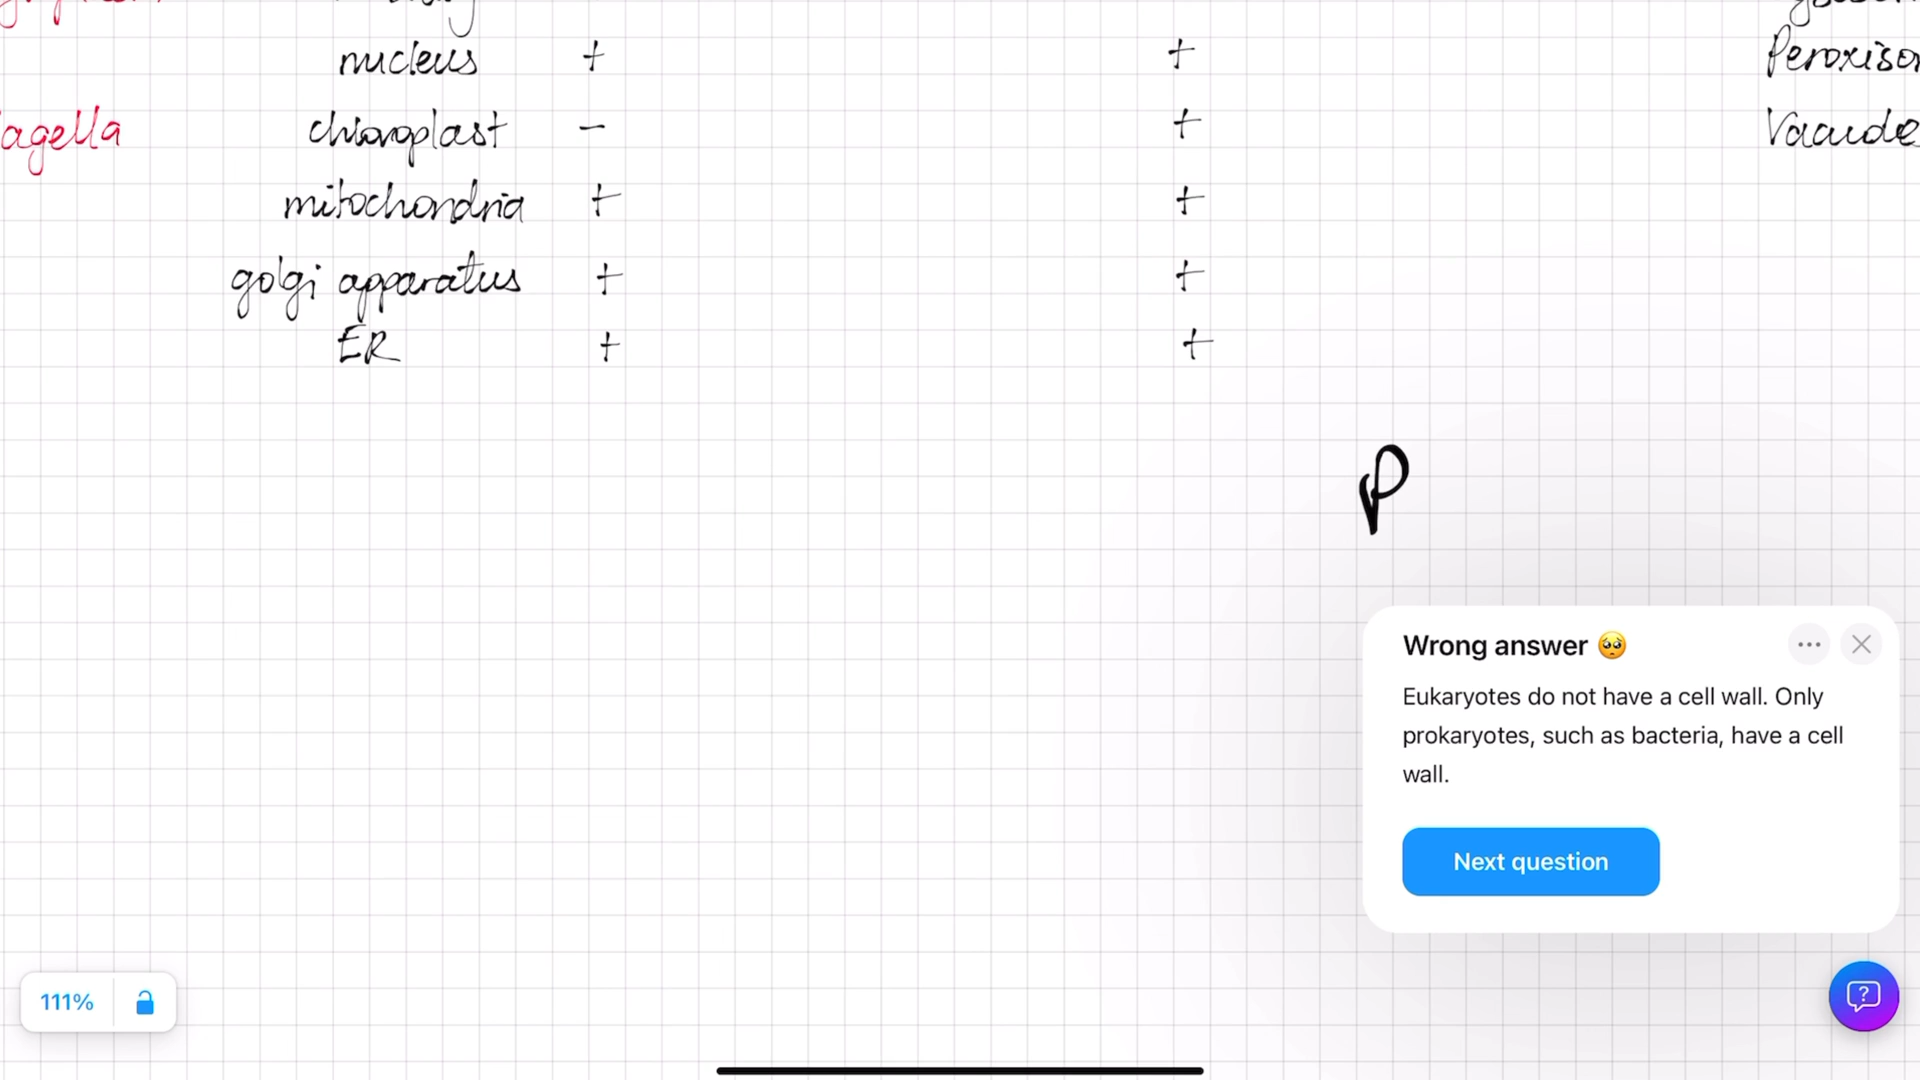 nucleus + + Peroxiso
agella chloroplast - + Vacuole
mitochondria + +
golgi apparatus + +
ER + +
P
Wrong answer 🥺
Eukaryotes do not have a cell wall. Only
prokaryotes, such as bacteria, have a cell
wall.
Next question
111%